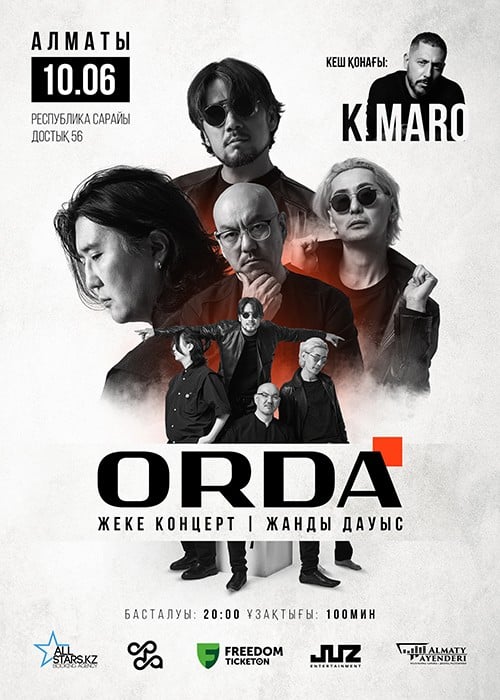 АЛМАТЫ
10.06
РЕСПУБЛИКА САРАЙЫ
ДОСТЫҚ 56
КЕШ ҚОНАҒЫ:
K MARO
ORDA
ЖЕКЕ КОНЦЕРТ | ЖАНДЫ ДАУЫС
БАСТАЛУЫ: 20:00 ҰЗАҚТЫҒЫ: 100МИН
ALL
STARS.KZ
BOOKING AGENCY
FREEDOM
TICKETON
JUZ
ENTERTAINMENT
ALMATY
AYENDERI